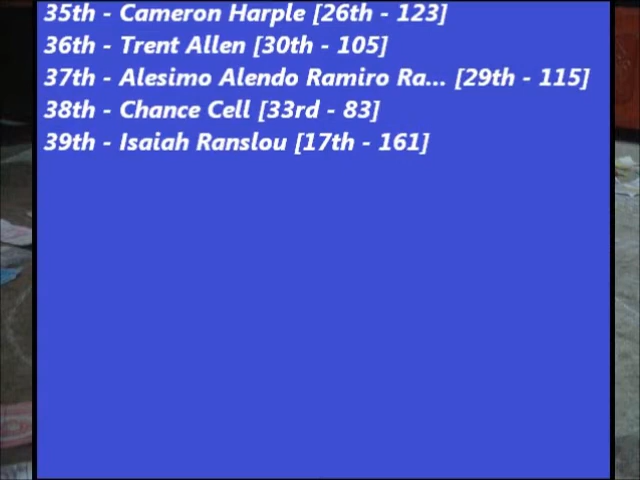 35th - Cameron Harple [26th - 123]
36th - Trent Allen [30th - 105]
37th - Alesimo Alendo Ramiro Ra... [29th - 115]
38th - Chance Cell [33rd - 83]
39th - Isaiah Ranslou [17th - 161]